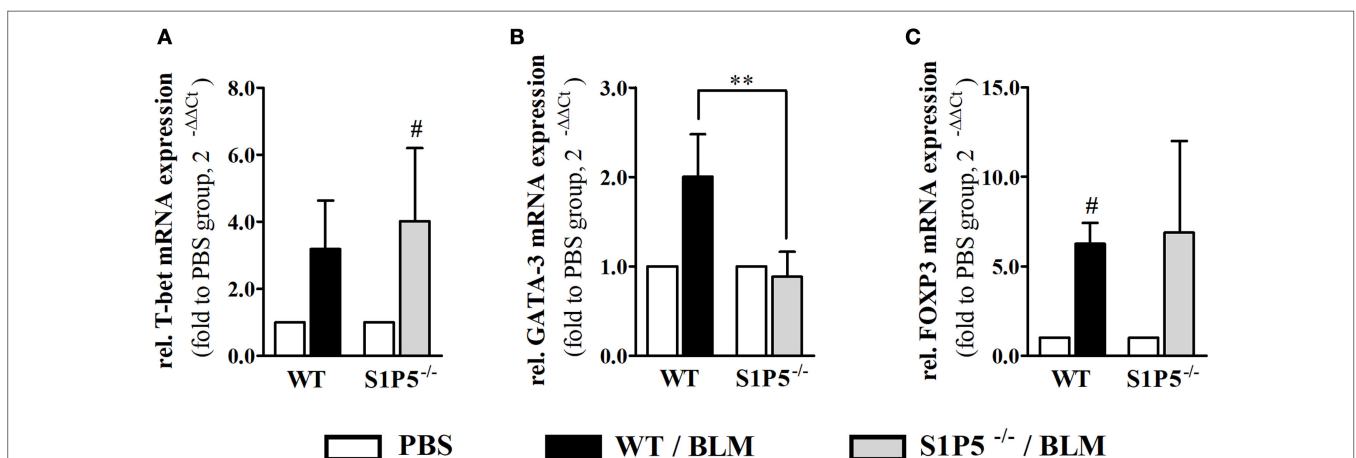 A
rel. T-bet mRNA expression
(fold to PBS group, 2 -ΔΔCt)
8.0
6.0
4.0
2.0
0.0
#
WT
S1P5 -/-
B
rel. GATA-3 mRNA expression
(fold to PBS group, 2 -ΔΔCt)
3.0
2.0
1.0
0.0
**
WT
S1P5 -/-
C
rel. FOXP3 mRNA expression
(fold to PBS group, 2 -ΔΔCt)
15.0
10.0
5.0
0.0
#
WT
S1P5 -/-
PBS
WT / BLM
S1P5 -/- / BLM